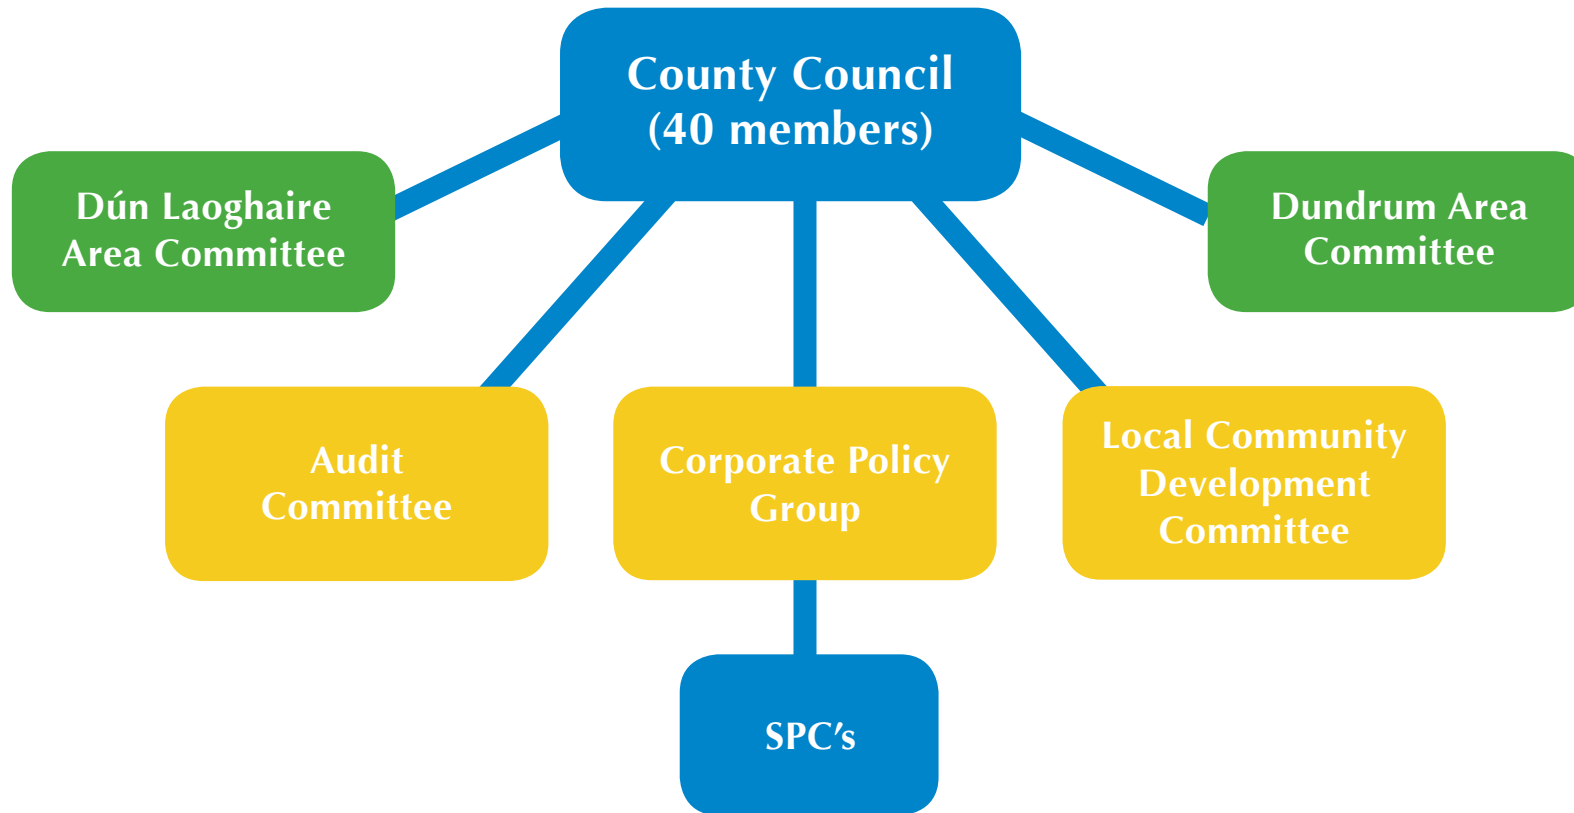 County Council
(40 members)
Dún Laoghaire
Area Committee
Dundrum Area
Committee
Audit
Committee
Corporate Policy
Group
Local Community
Development
Committee
SPC’s